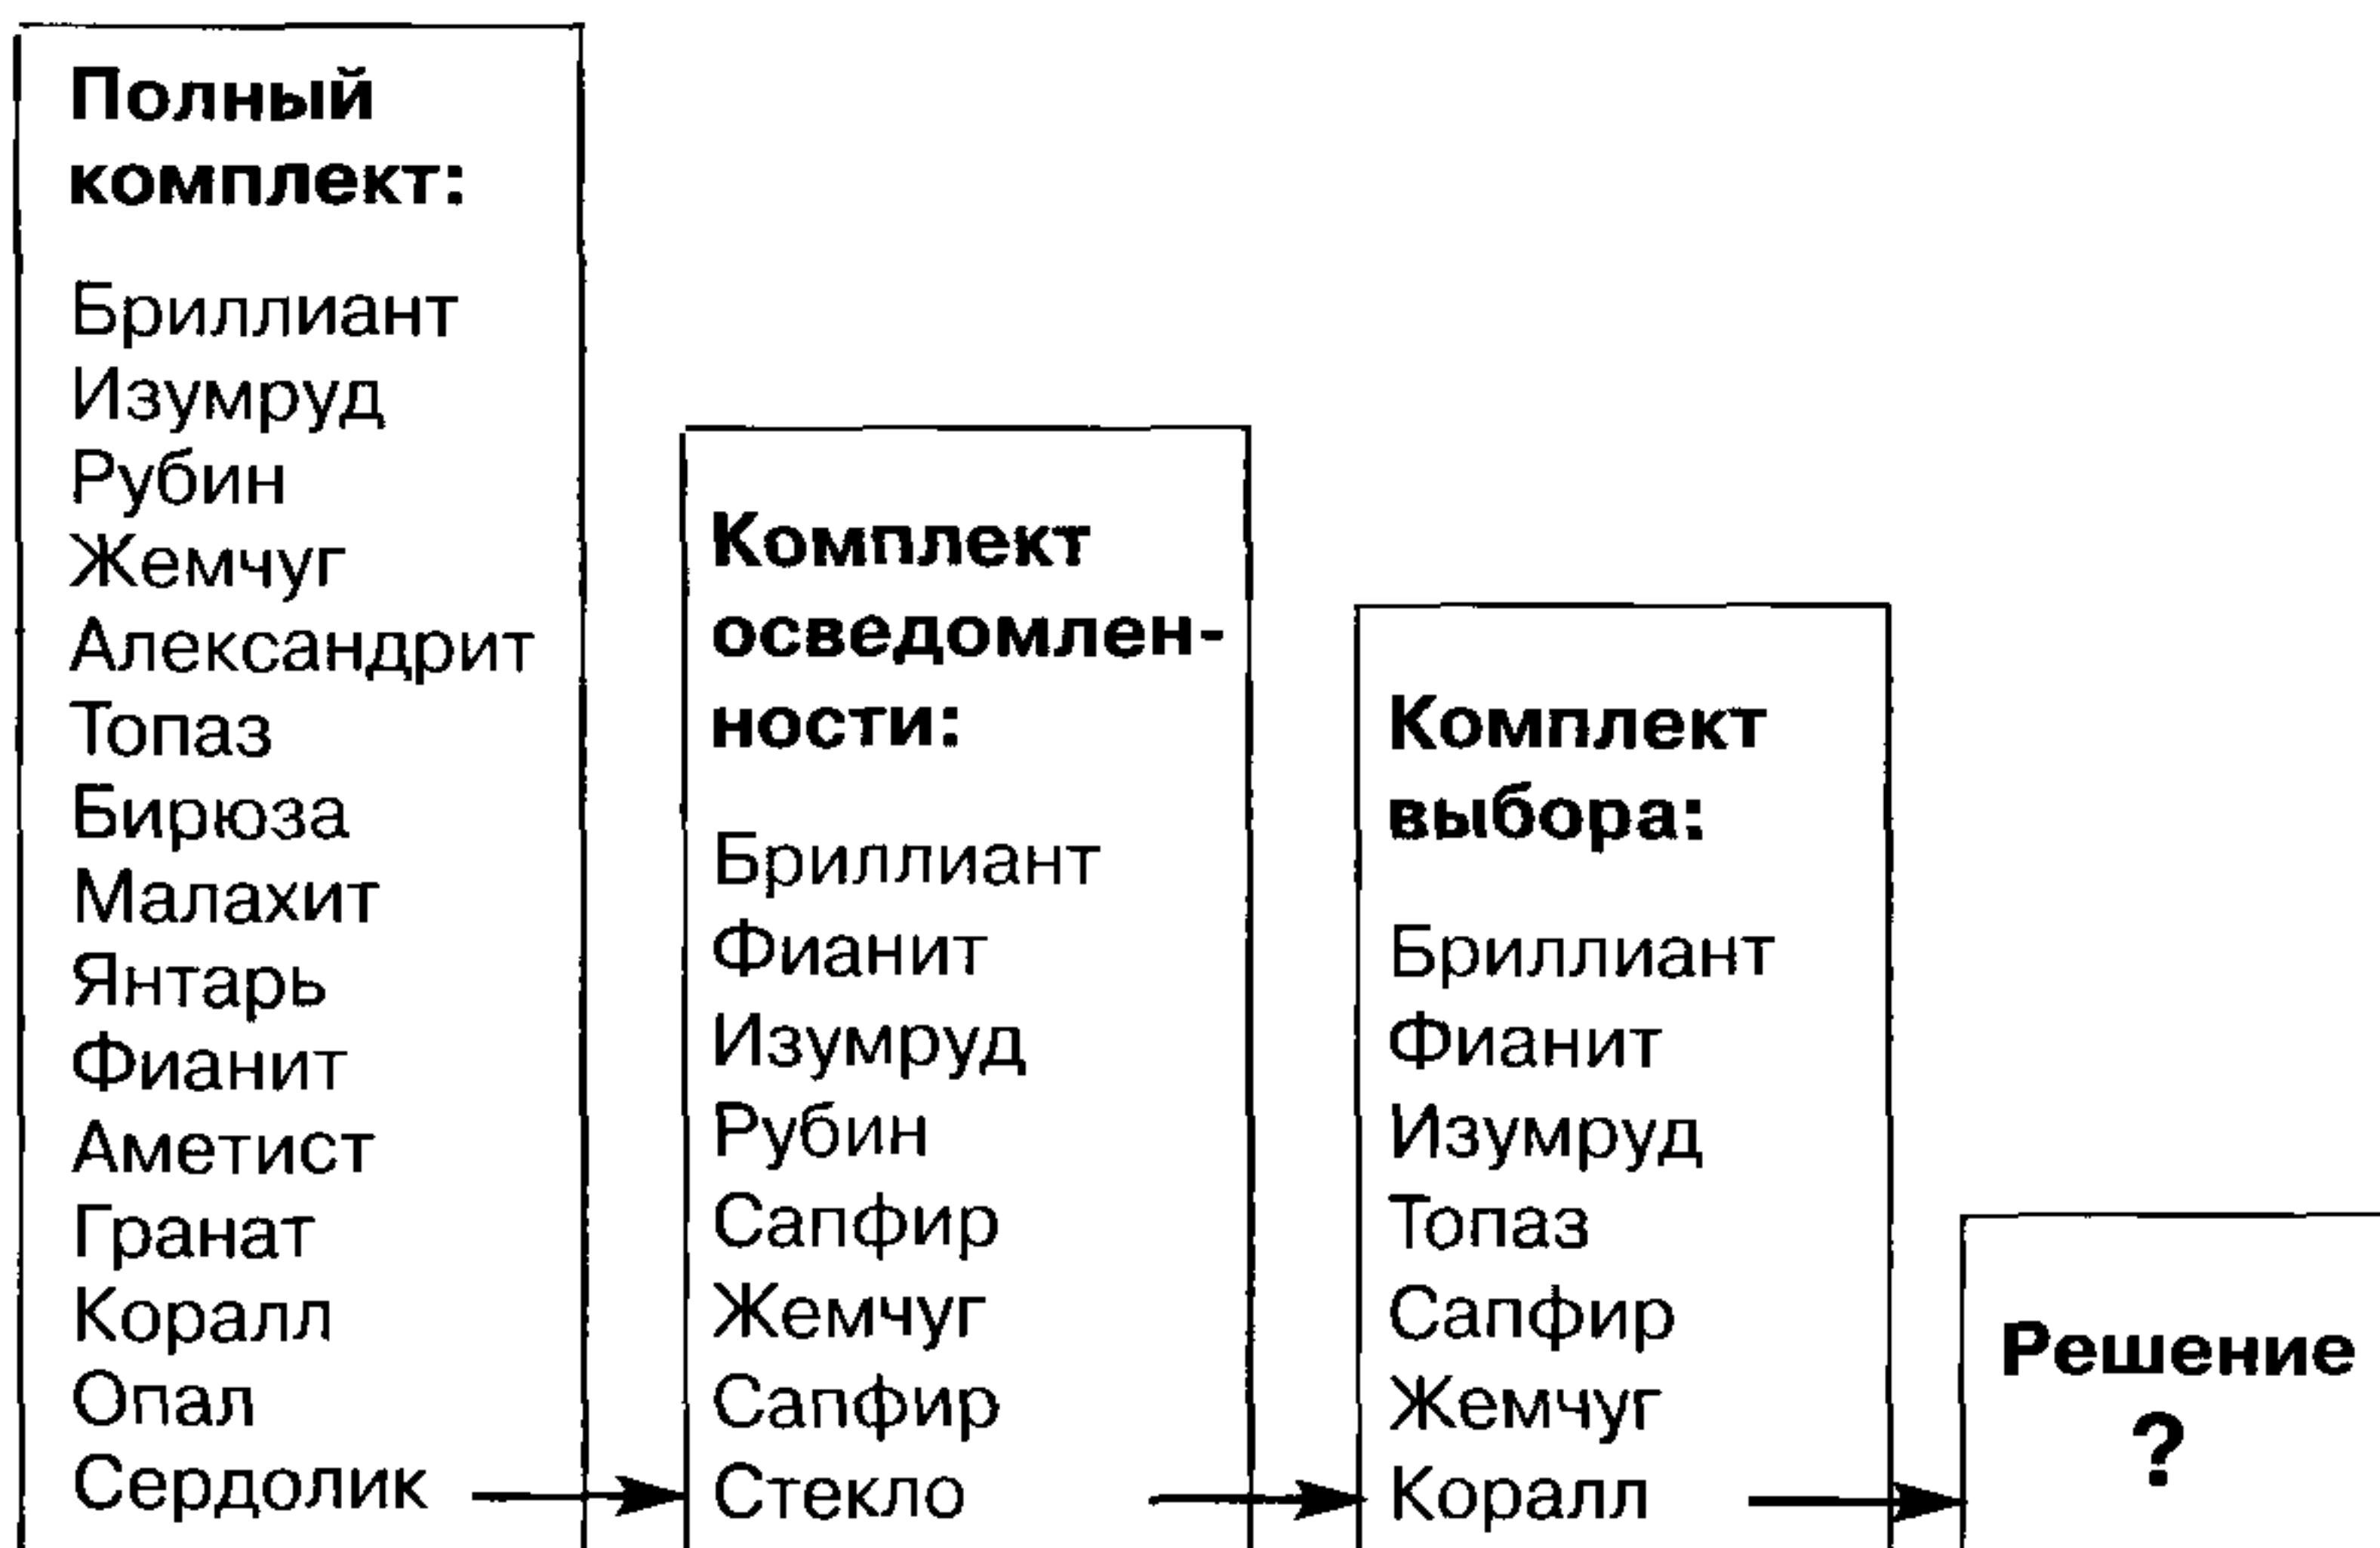 Полный
комплект:
Бриллиант
Изумруд
Рубин
Жемчуг
Александрит
Топаз
Бирюза
Малахит
Янтарь
Фианит
Аметист
Гранат
Коралл
Опал
Сердолик
Комплект
осведомлен-
ности:
Бриллиант
Фианит
Изумруд
Рубин
Сапфир
Жемчуг
Сапфир
Стекло
Комплект
выбора:
Бриллиант
Фианит
Изумруд
Топаз
Сапфир
Жемчуг
Коралл
Решение
?